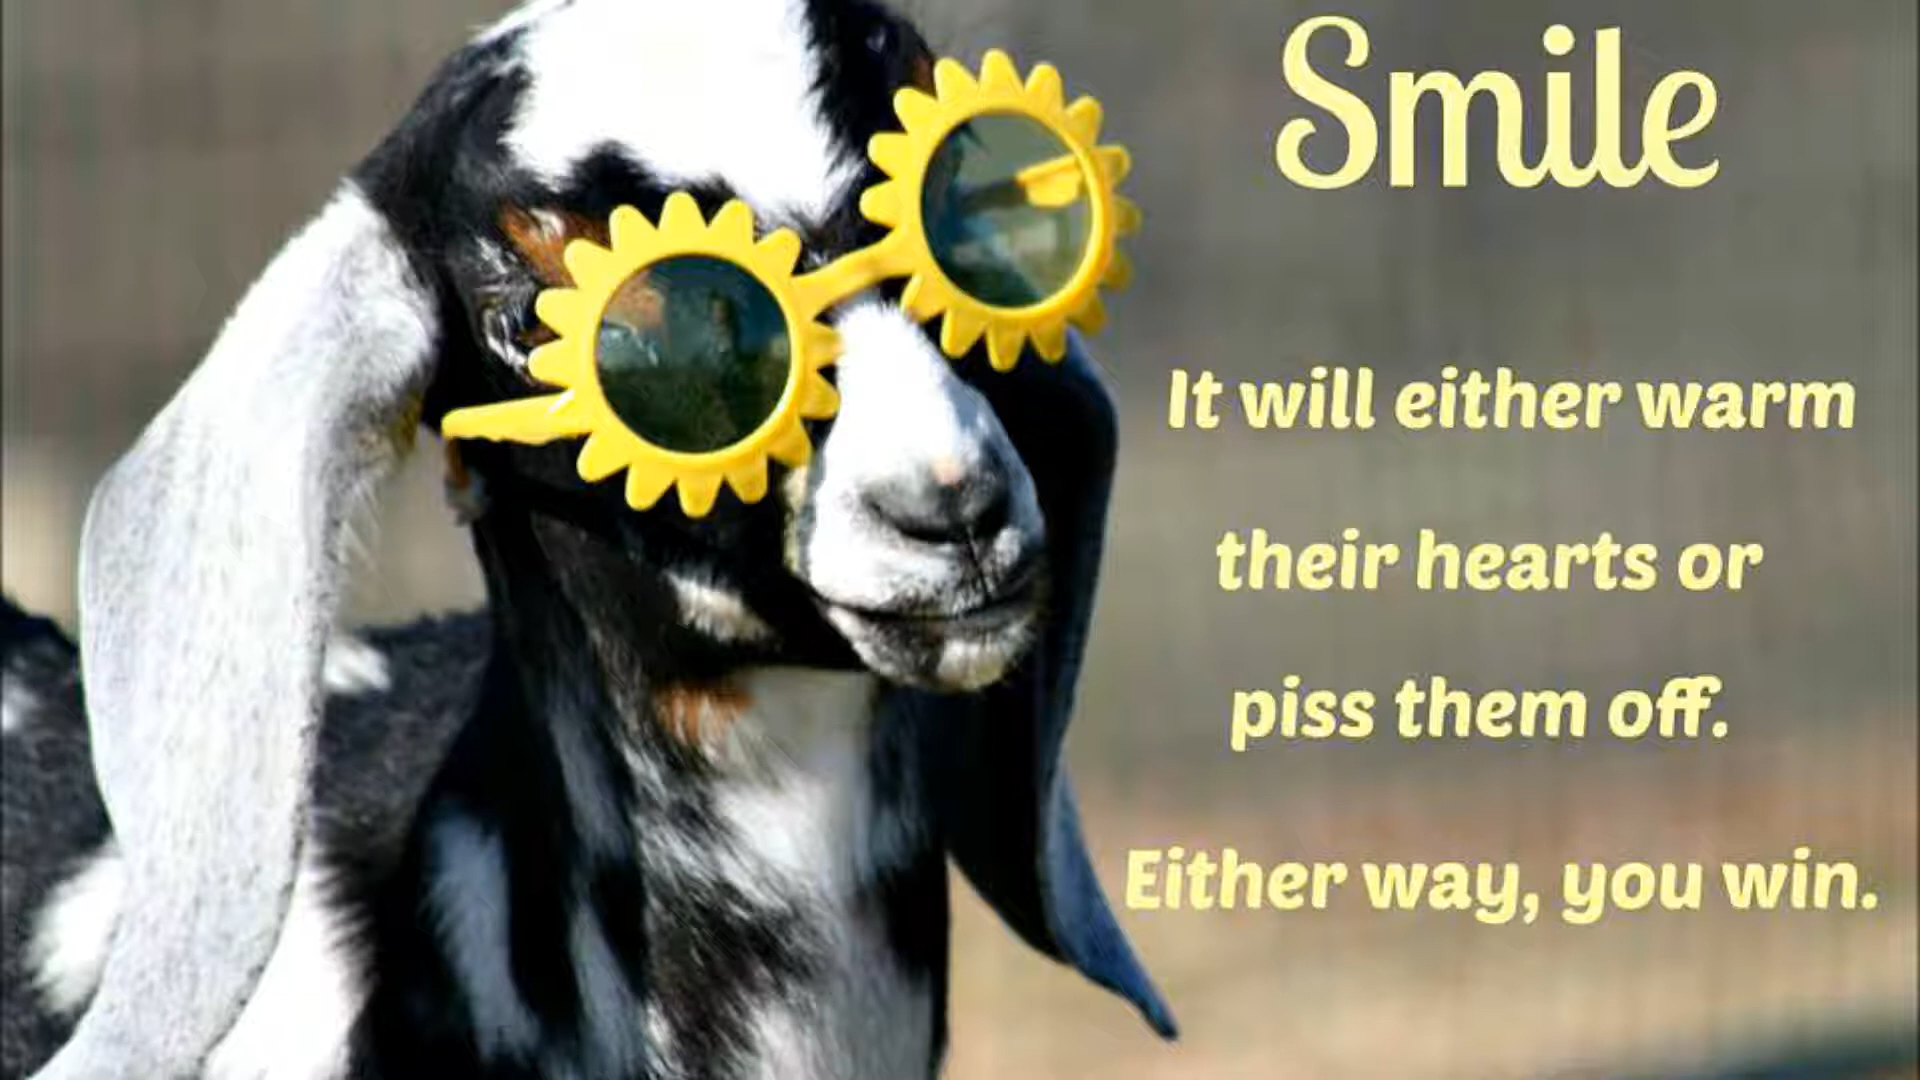 Smile
It will either warm
their hearts or
piss them off.
Either way, you win.